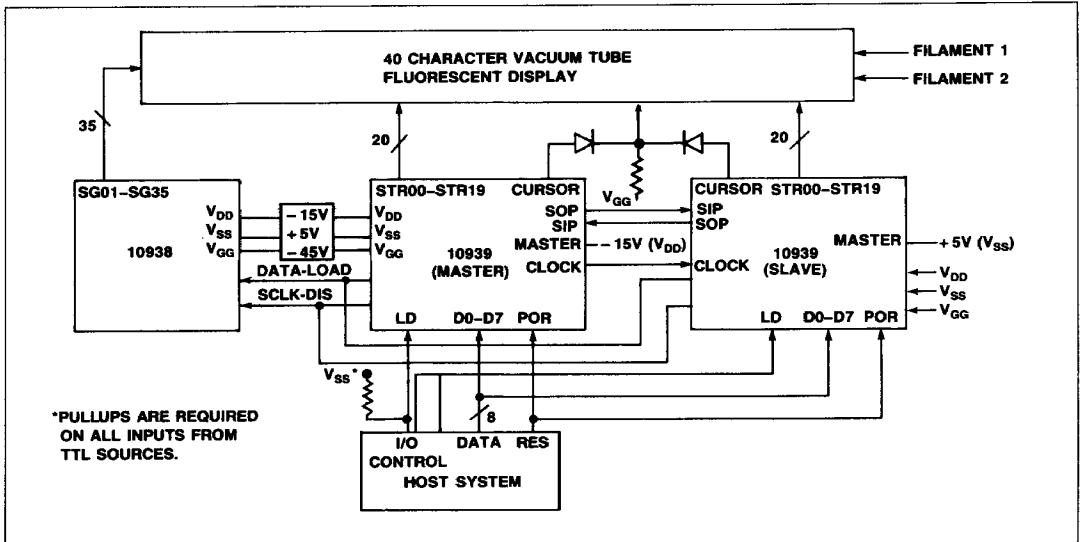 40 CHARACTER VACUUM TUBE
FLUORESCENT DISPLAY
FILAMENT 1
FILAMENT 2
35
20
20
SG01–SG35
VDD
VSS
VGG
10938
– 15V
+ 5V
– 45V
DATA-LOAD
SCLK-DIS
STR00–STR19 CURSOR
VDD
VSS
VGG
SOP
SIP
MASTER
CLOCK
10939
(MASTER)
LD D0–D7 POR
VGG
– 15V (VDD)
CURSOR STR00–STR19
SIP
SOP
MASTER
CLOCK
10939
(SLAVE)
LD D0–D7 POR
+ 5V (VSS)
VDD
VSS
VGG
VSS*
8
*PULLUPS ARE REQUIRED
ON ALL INPUTS FROM
TTL SOURCES.
I/O DATA RES
CONTROL
HOST SYSTEM